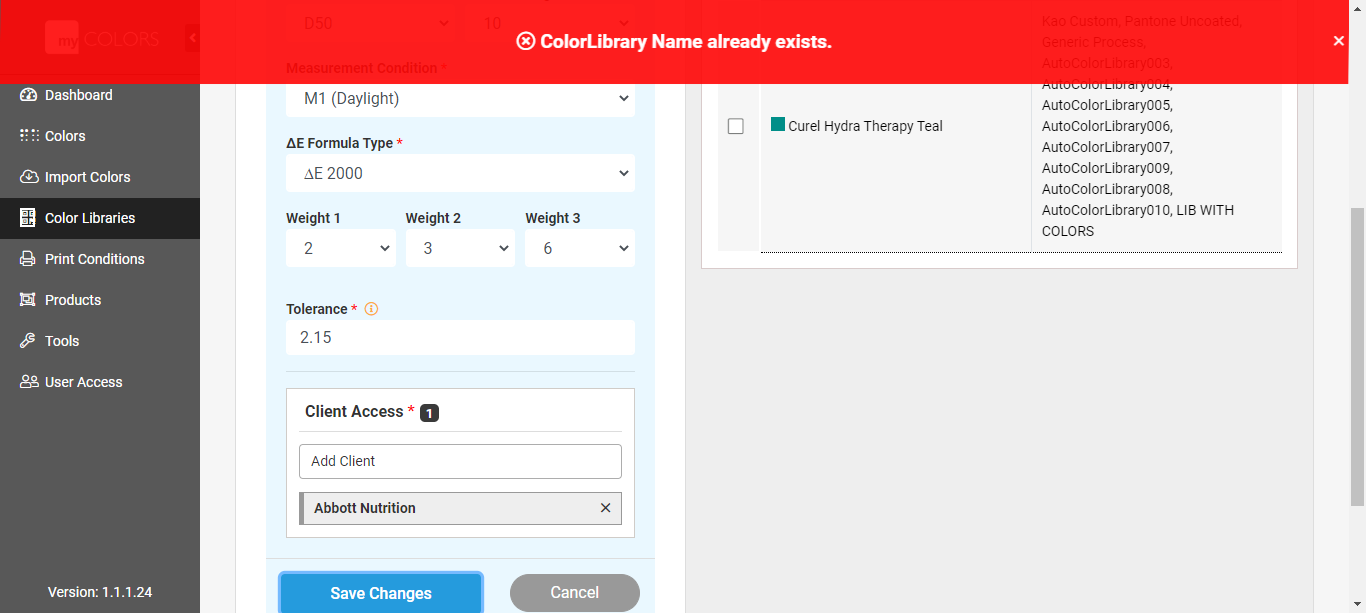 my COLORS
ColorLibrary Name already exists.
Dashboard
Colors
Import Colors
Color Libraries
Print Conditions
Products
Tools
User Access
Version: 1.1.1.24
D50
10
Measurement Condition *
M1 (Daylight)
ΔE Formula Type *
ΔE 2000
Weight 1 Weight 2 Weight 3
2 3 6
Tolerance *
2.15
Client Access * 1
Add Client
Abbott Nutrition
Save Changes
Cancel
Curel Hydra Therapy Teal
Kao Custom, Pantone Uncoated,
Generic Process,
AutoColorLibrary003,
AutoColorLibrary004,
AutoColorLibrary005,
AutoColorLibrary006,
AutoColorLibrary007,
AutoColorLibrary009,
AutoColorLibrary008,
AutoColorLibrary010, LIB WITH
COLORS